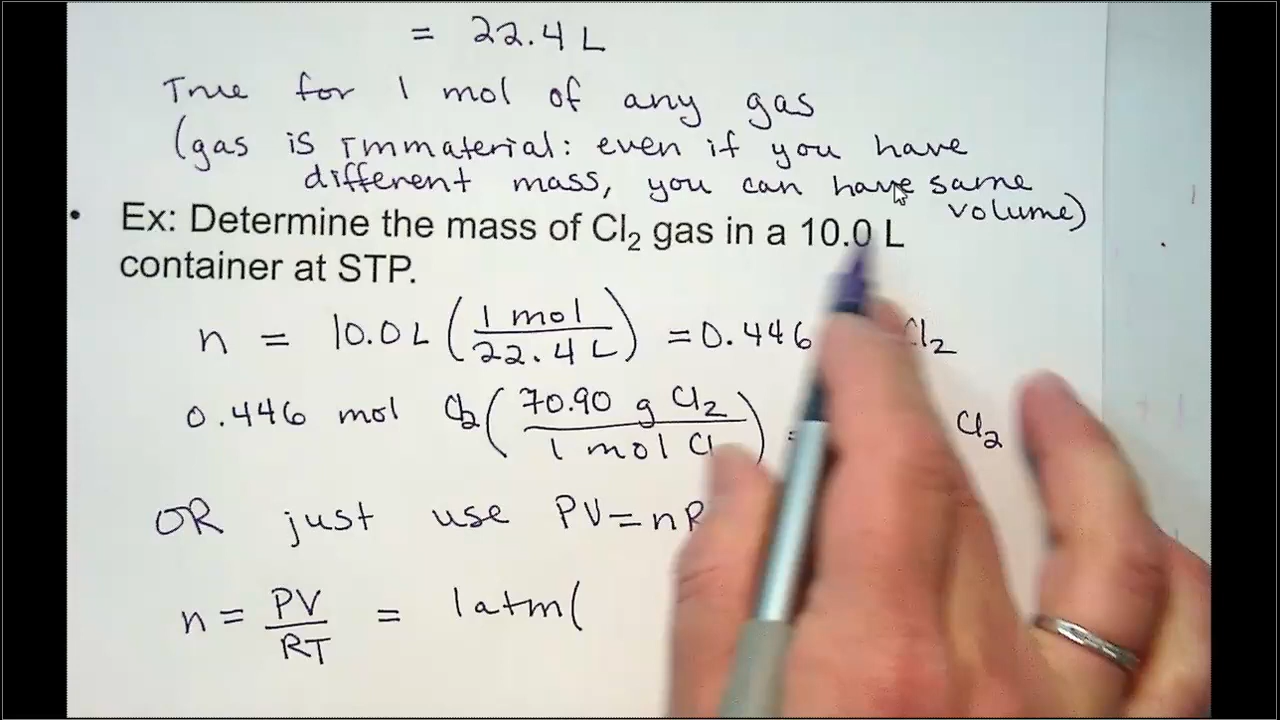 = 22.4 L
True for 1 mol of any gas
(gas is immaterial: even if you have
different mass, you can have same
volume)
• Ex: Determine the mass of Cl₂ gas in a 10.0 L
container at STP.
n = 10.0 L (1 mol / 22.4 L) = 0.446 Cl₂
0.446 mol Cl₂ (70.90 g Cl₂ / 1 mol Cl) = Cl₂
OR just use PV=nR
n = PV/RT = 1 atm(